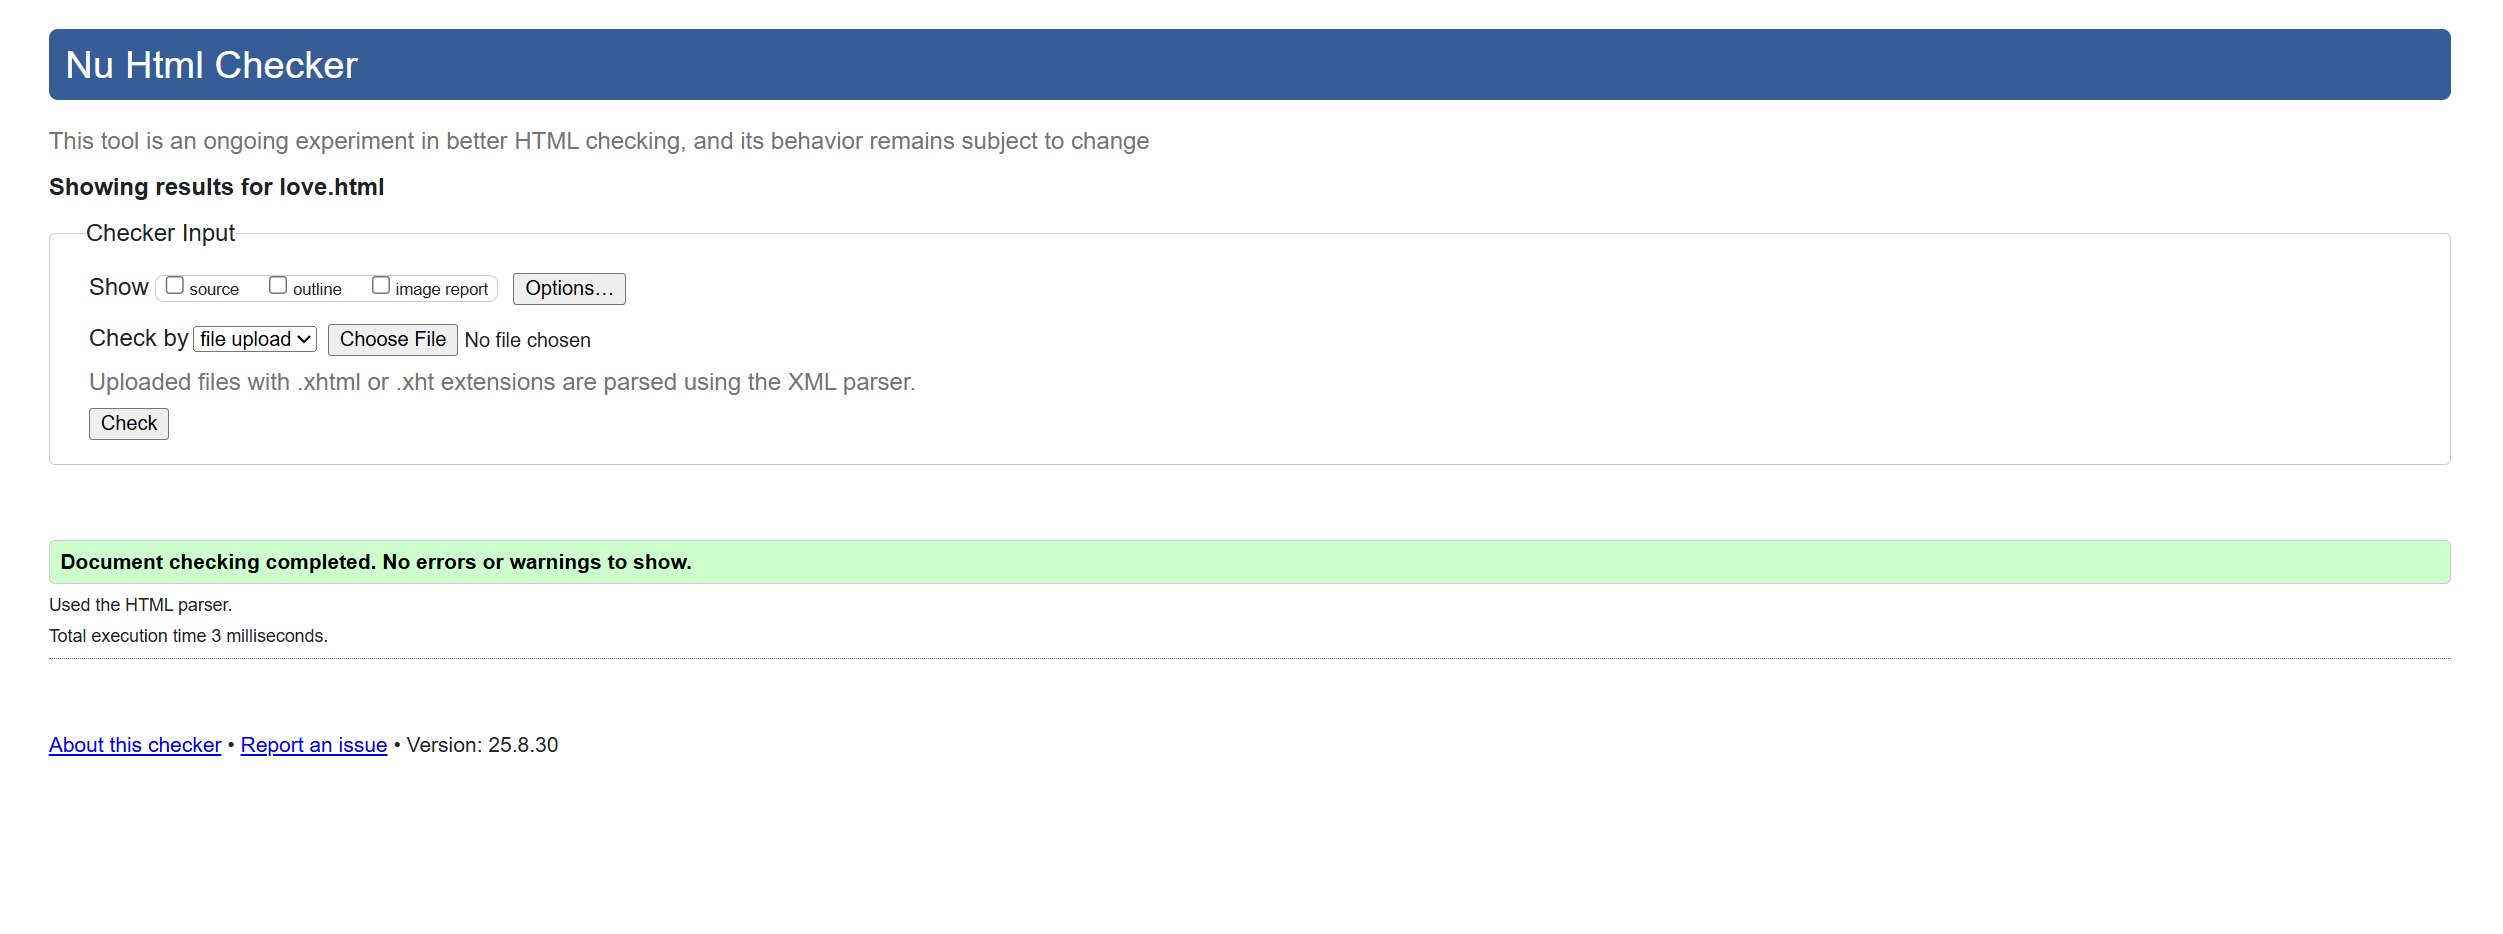 Nu Html Checker
This tool is an ongoing experiment in better HTML checking, and its behavior remains subject to change
Showing results for love.html
Checker Input
Show source outline image report Options...
Check by file upload Choose File No file chosen
Uploaded files with .xhtml or .xht extensions are parsed using the XML parser.
Check
Document checking completed. No errors or warnings to show.
Used the HTML parser.
Total execution time 3 milliseconds.
About this checker • Report an issue • Version: 25.8.30